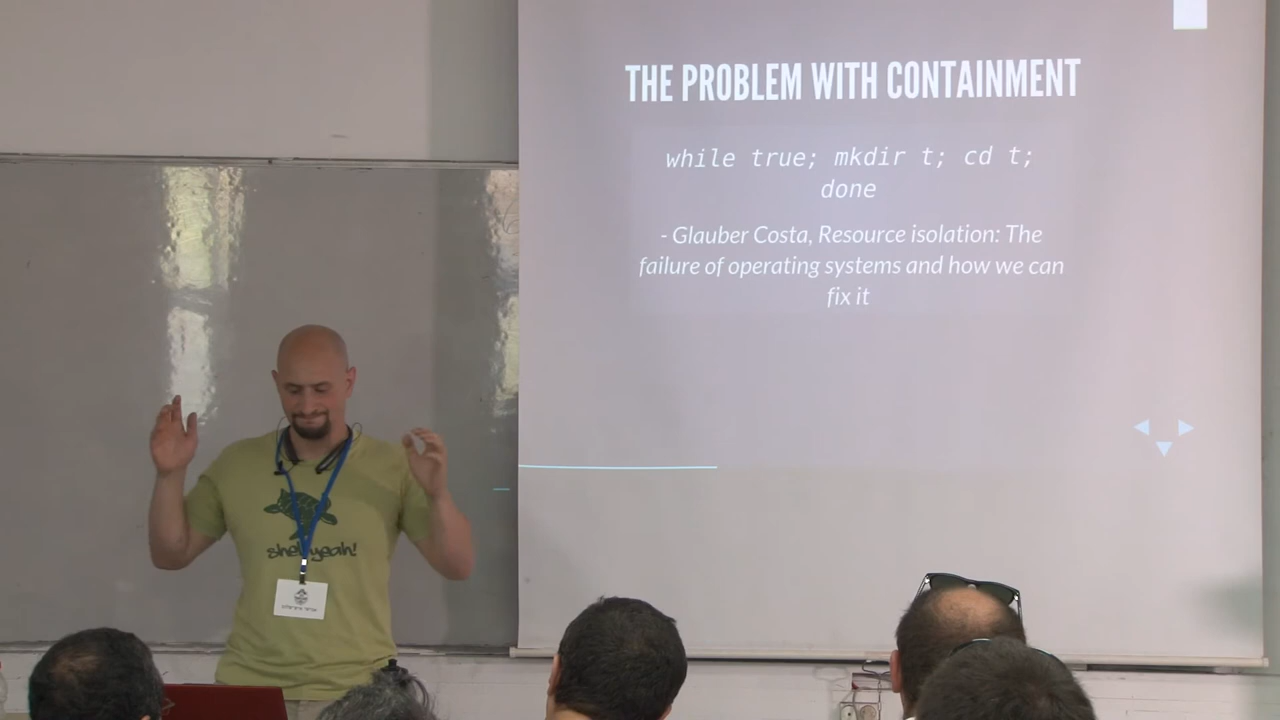 THE PROBLEM WITH CONTAINMENT
while true; mkdir t; cd t;
done
- Glauber Costa, Resource isolation: The
failure of operating systems and how we can
fix it
shell yeah!